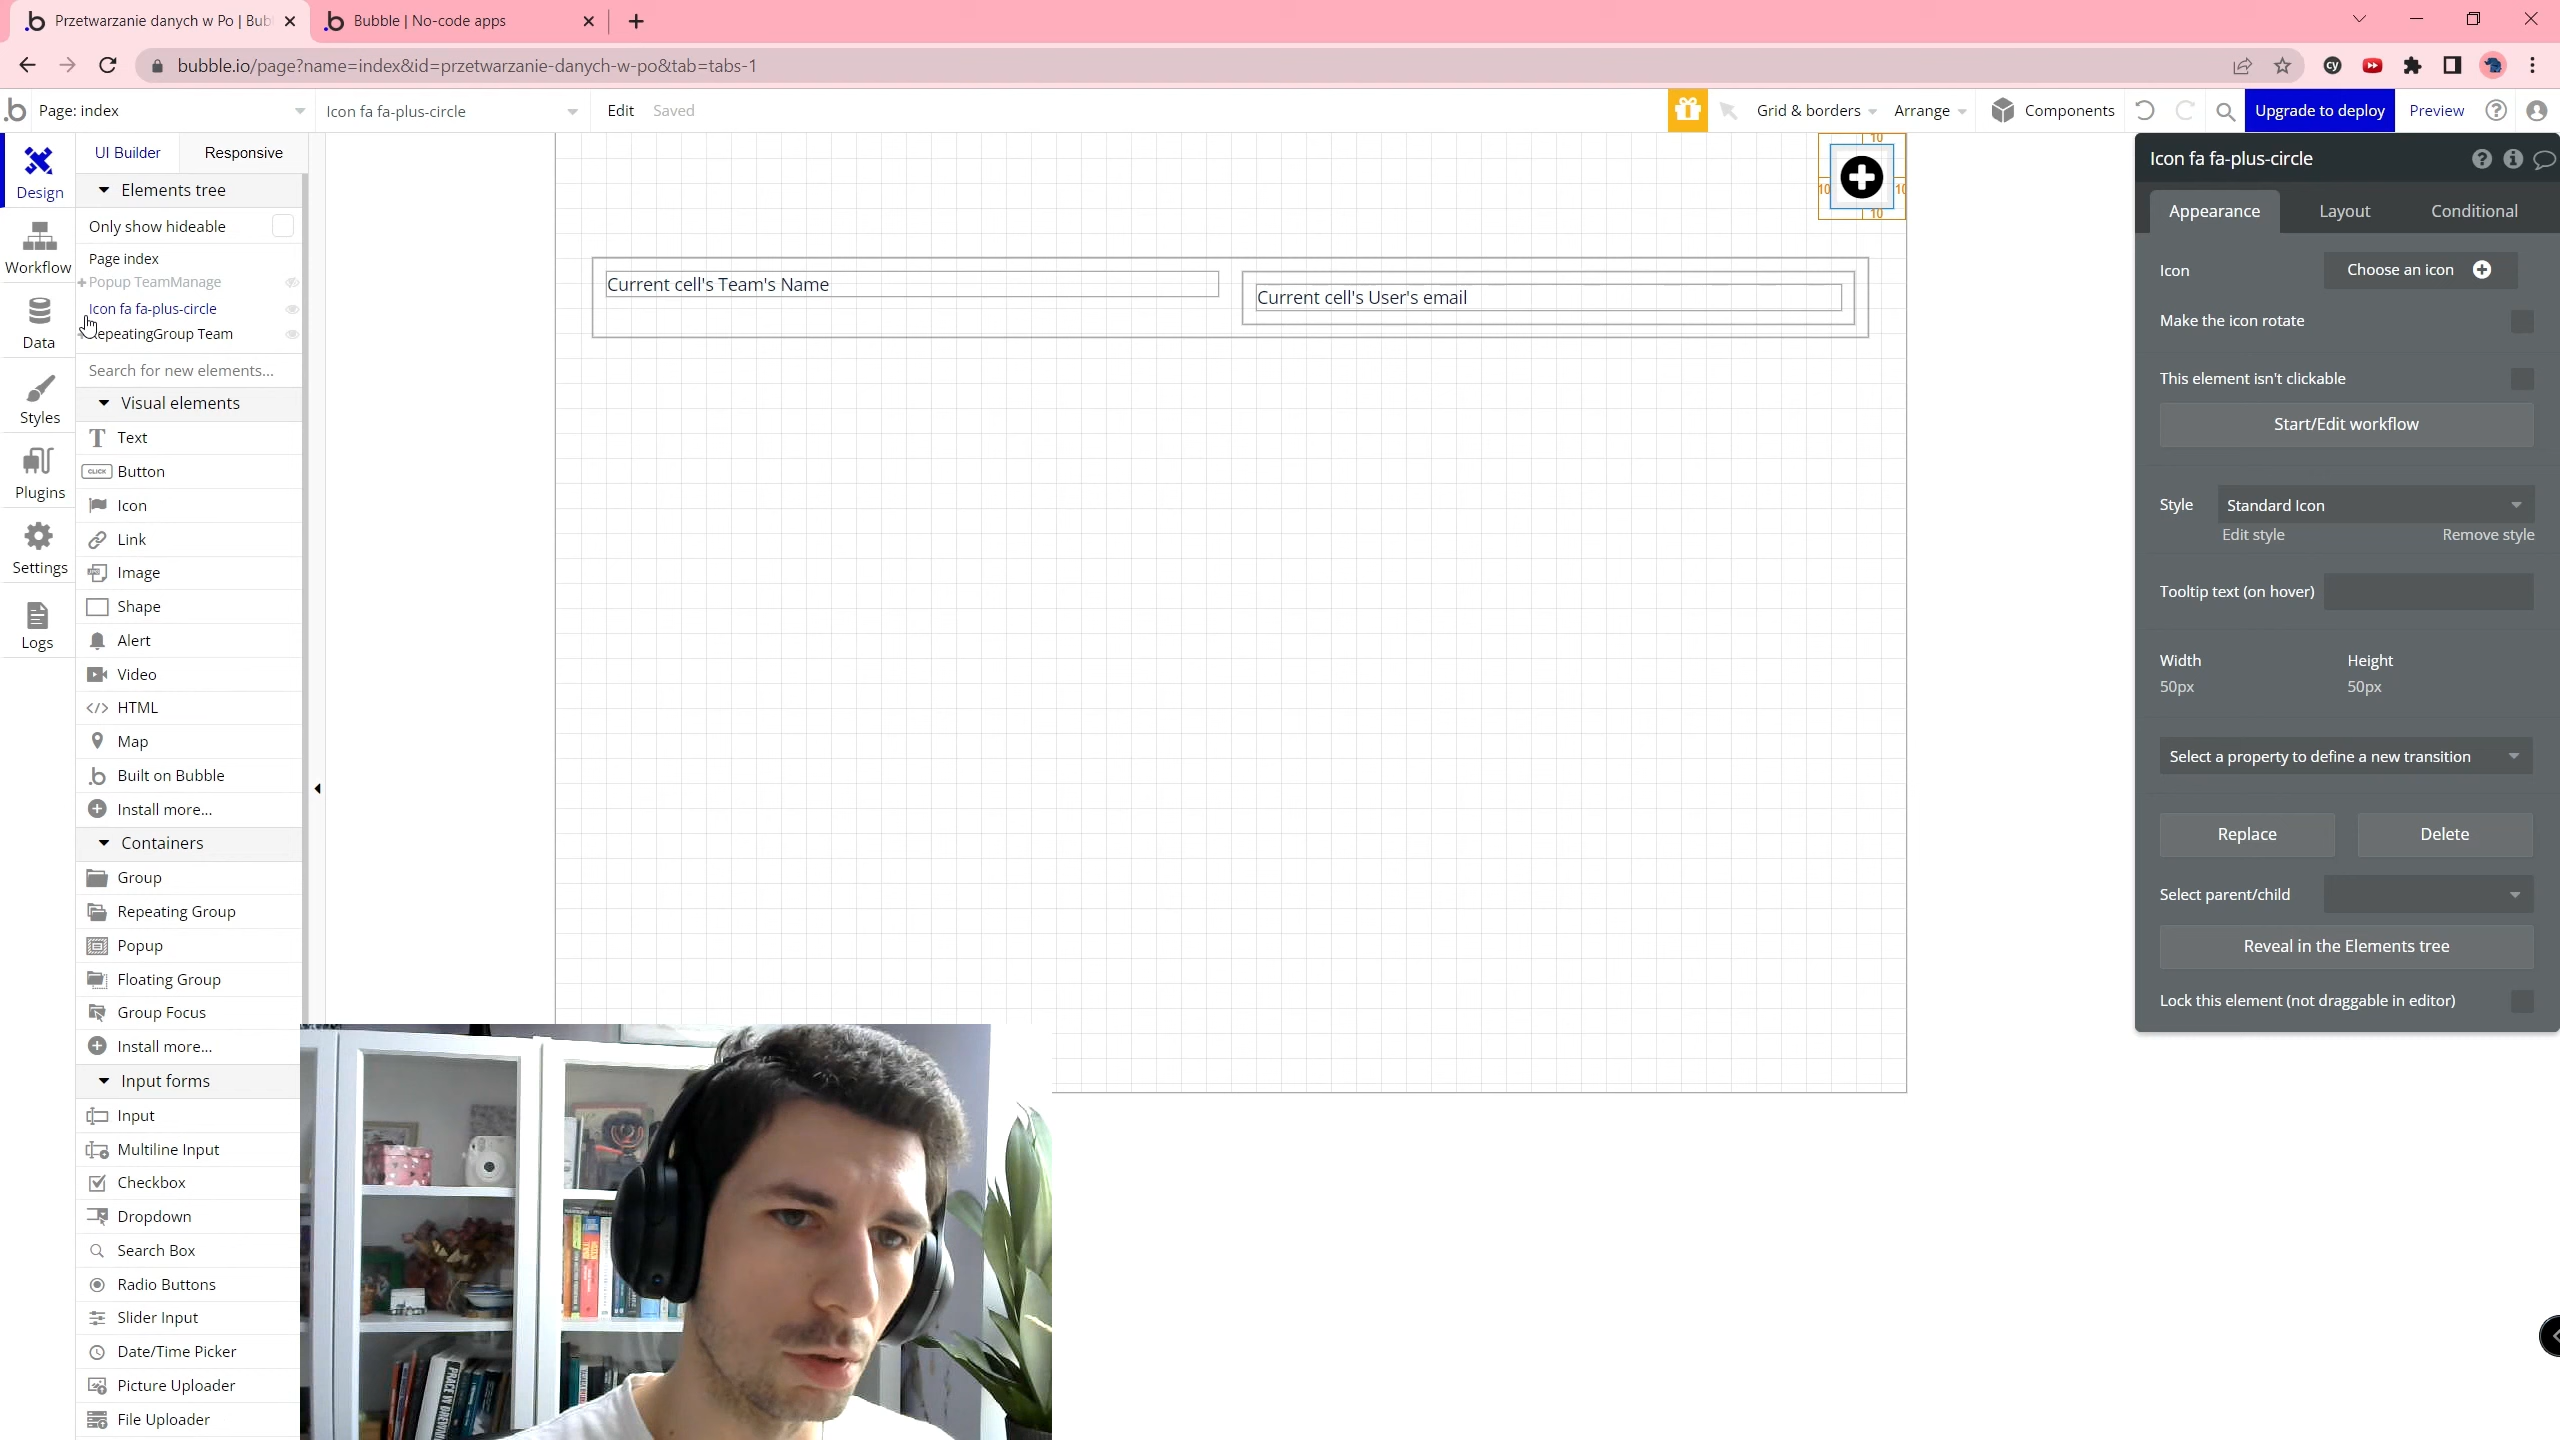 Przetwarzanie danych w Po | Bub
Bubble | No-code apps
bubble.io/page?name=index&id=przetwarzanie-danych-w-po&tab=tabs-1
Page: index
Icon fa fa-plus-circle
Edit
Saved
Grid & borders
Arrange
Components
Upgrade to deploy
Preview
Design
Workflow
Data
Styles
Plugins
Settings
Logs
UI Builder
Responsive
Elements tree
Only show hideable
Page index
Popup TeamManage
Icon fa fa-plus-circle
RepeatingGroup Team
Search for new elements...
Visual elements
Text
CLICK Button
Icon
Link
Image
Shape
Alert
Video
HTML
Map
Built on Bubble
Install more...
Containers
Group
Repeating Group
Popup
Floating Group
Group Focus
Install more...
Input forms
Input
Multiline Input
Checkbox
Dropdown
Search Box
Radio Buttons
Slider Input
Date/Time Picker
Picture Uploader
File Uploader
10
10
10
10
Current cell's Team's Name
Current cell's User's email
Icon fa fa-plus-circle
Appearance
Layout
Conditional
Icon
Choose an icon
Make the icon rotate
This element isn't clickable
Start/Edit workflow
Style
Standard Icon
Edit style
Remove style
Tooltip text (on hover)
Width
Height
50px
50px
Select a property to define a new transition
Replace
Delete
Select parent/child
Reveal in the Elements tree
Lock this element (not draggable in editor)